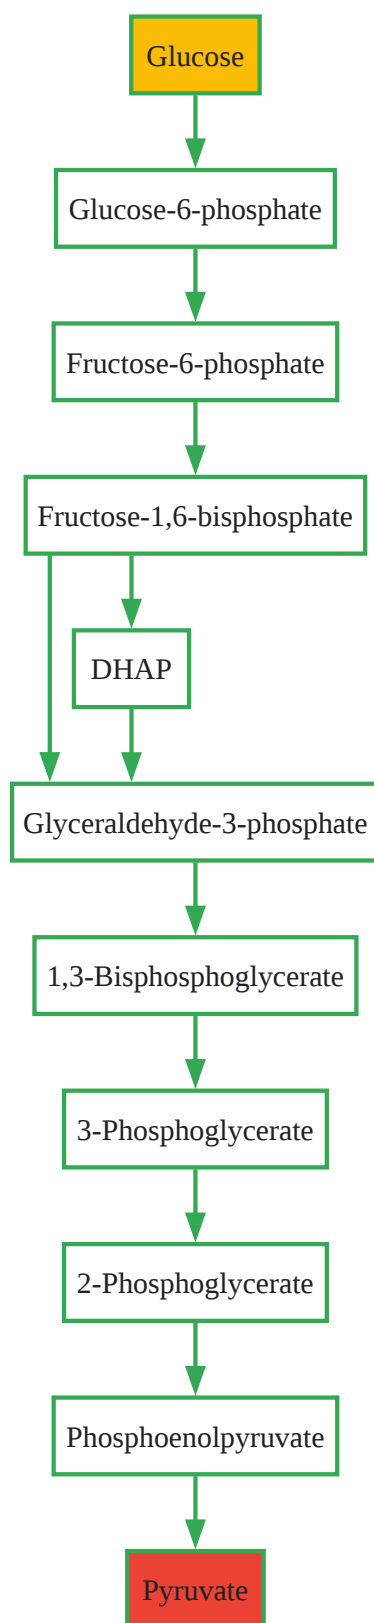 Glucose
Glucose-6-phosphate
Fructose-6-phosphate
Fructose-1,6-bisphosphate
DHAP
Glyceraldehyde-3-phosphate
1,3-Bisphosphoglycerate
3-Phosphoglycerate
2-Phosphoglycerate
Phosphoenolpyruvate
Pyruvate